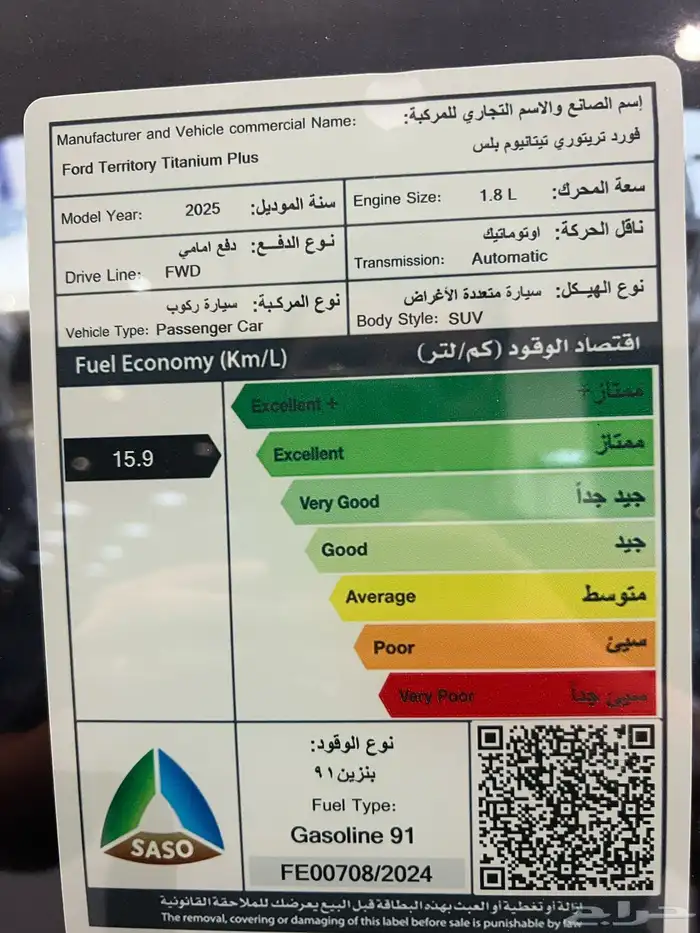 إسم الصانع والاسم التجاري للمركبة:
Manufacturer and Vehicle commercial Name:
فورد تريتوري تيتانيوم بلس
Ford Territory Titanium Plus
Model Year: 2025 سنة الموديل:
Engine Size: 1.8 L سعة المحرك:
نوع الدفع: دفع امامي
Drive Line: FWD
ناقل الحركة: اوتوماتيك
Transmission: Automatic
نوع المركبة: سيارة ركوب
Vehicle Type: Passenger Car
نوع الهيكل: سيارة متعددة الأغراض
Body Style: SUV
Fuel Economy (Km/L) اقتصاد الوقود (كم/لتر)
Excellent + ممتاز+
15.9
Excellent ممتاز
Very Good جيد جداً
Good جيد
Average متوسط
Poor سيئ
Very Poor سيئ جداً
نوع الوقود:
بنزين ٩١
Fuel Type:
Gasoline 91
FE00708/2024
SASO
إزالة أو تغطية أو العبث بهذه البطاقة قبل البيع يعرضك للملاحقة القانونية
The removal, covering or damaging of this label before sale is punishable by law
حراج